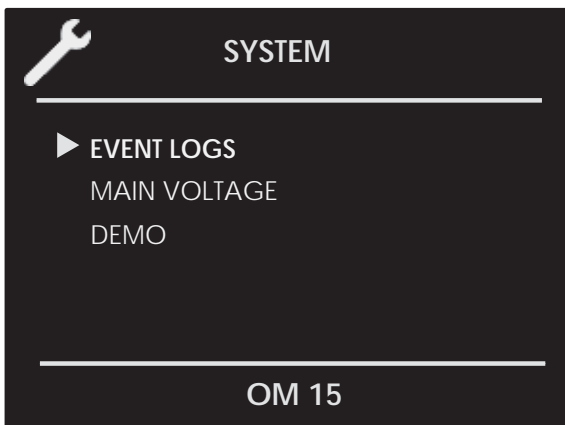 SYSTEM
EVENT LOGS
MAIN VOLTAGE
DEMO
OM 15